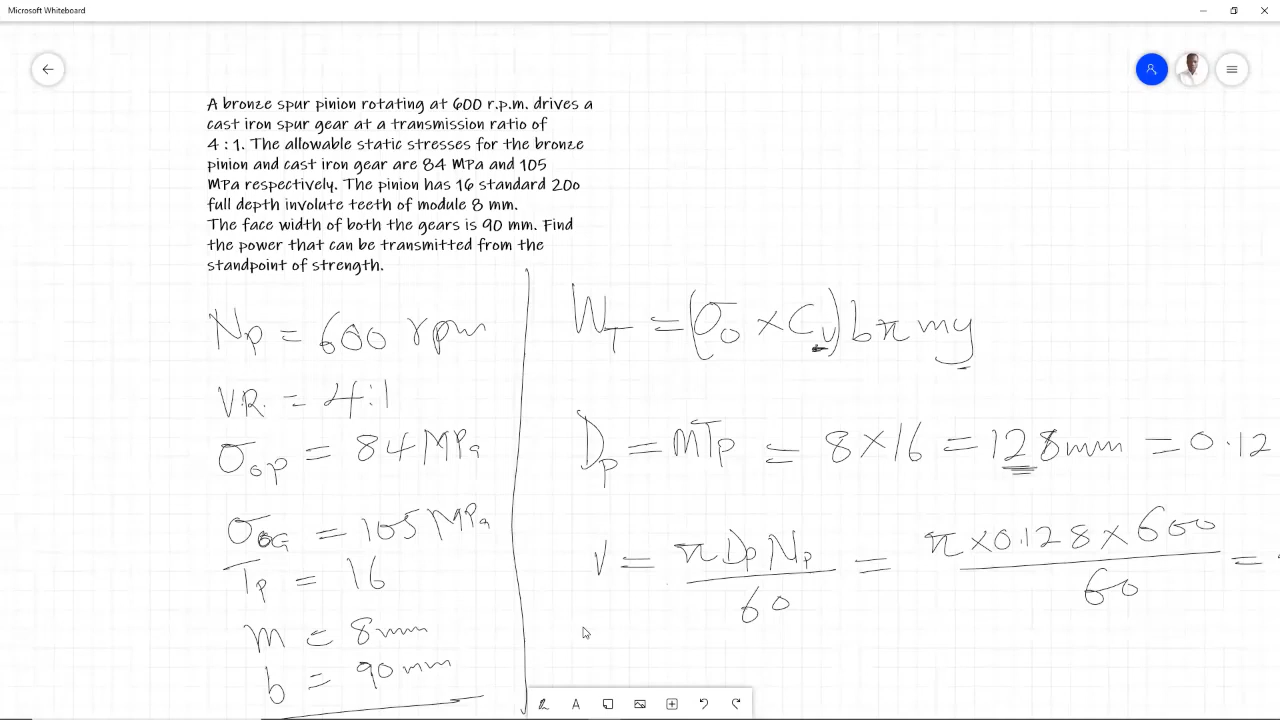 Microsoft Whiteboard
A bronze spur pinion rotating at 600 r.p.m. drives a
cast iron spur gear at a transmission ratio of
4 : 1. The allowable static stresses for the bronze
pinion and cast iron gear are 84 MPa and 105
MPa respectively. The pinion has 16 standard 20o
full depth involute teeth of module 8 mm.
The face width of both the gears is 90 mm. Find
the power that can be transmitted from the
standpoint of strength.
Np = 600 rpm
V.R. = 4:1
σop = 84 MPa
σoG = 105 MPa
Tp = 16
m = 8mm
b = 90 mm
WT = (σo × Cv) b π m y
Dp = mTp = 8 × 16 = 128mm = 0.12
V = π Dp Np / 60 = π × 0.128 × 600 / 60 =
A